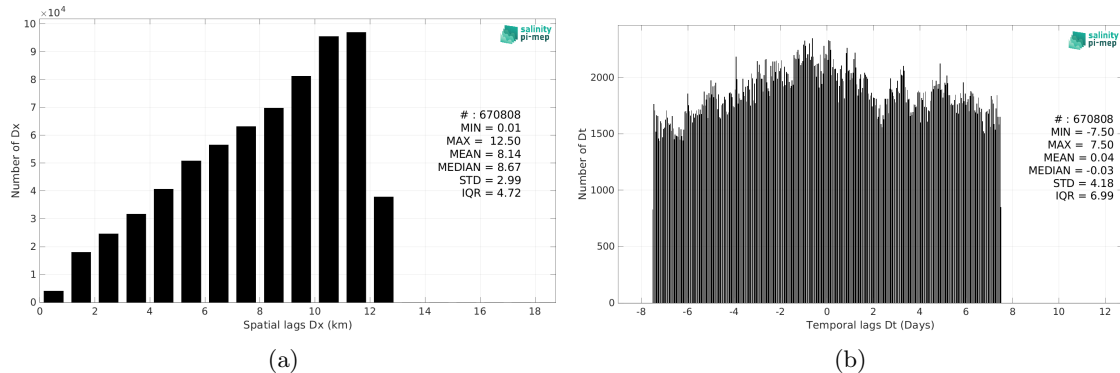 ×10⁴
10
9
8
7
6
5
4
3
2
1
0
Number of Dx
0 2 4 6 8 10 12 14 16 18
Spatial lags Dx (km)
salinity
pi-mep
# : 670808
MIN = 0.01
MAX = 12.50
MEAN = 8.14
MEDIAN = 8.67
STD = 2.99
IQR = 4.72
(a)
2000
1500
1000
500
0
Number of Dt
-8 -6 -4 -2 0 2 4 6 8 10 12
Temporal lags Dt (Days)
salinity
pi-mep
# : 670808
MIN = -7.50
MAX = 7.50
MEAN = 0.04
MEDIAN = -0.03
STD = 4.18
IQR = 6.99
(b)